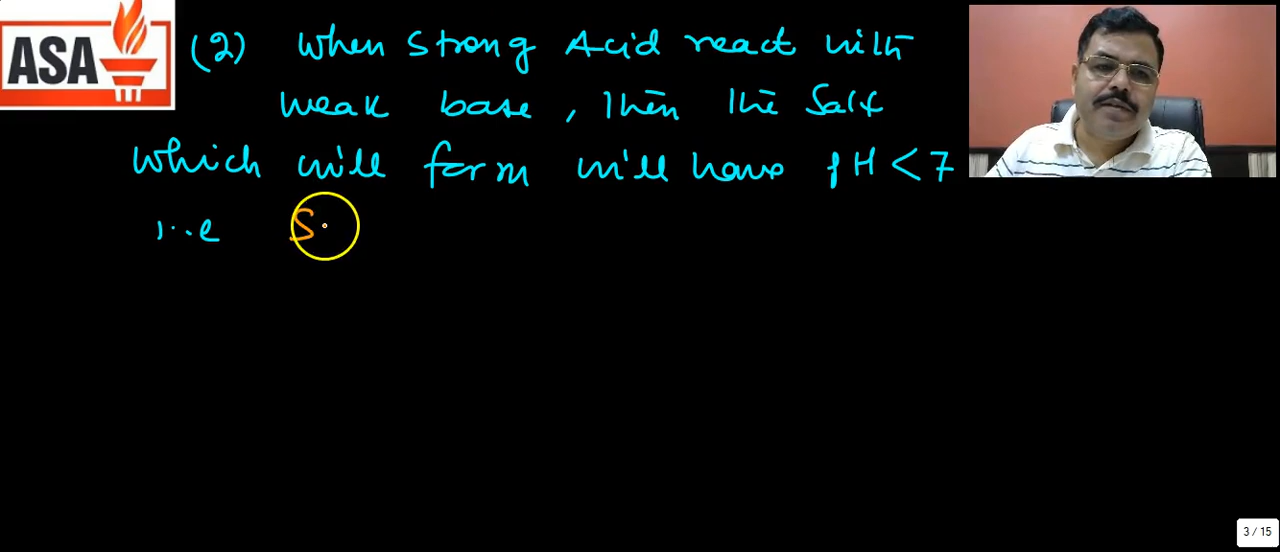 ASA
(2) When Strong Acid react with
weak base, Then The Salt
which will form will have pH < 7
i.e S
3 / 15